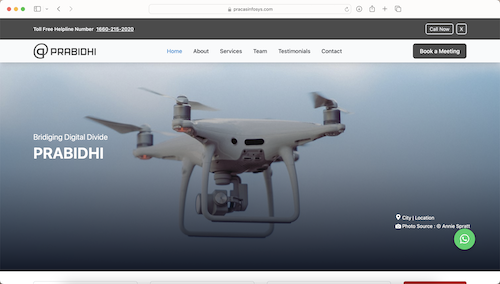 pracasinfosys.com
Toll Free Helpline Number 1660-215-2020
Call Now
X
PRABIDHI
Home
About
Services
Team
Testimonials
Contact
Book a Meeting
Bridiging Digital Divide
PRABIDHI
City | Location
Photo Source : @ Annie Spratt